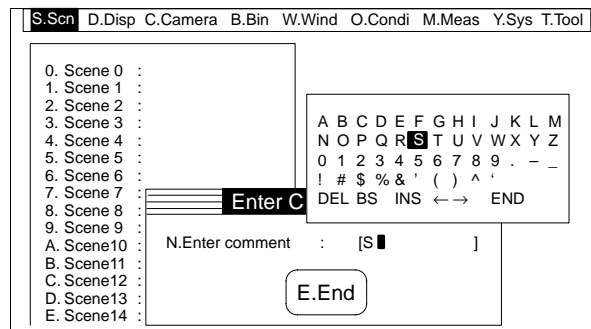 S.Scn D.Disp C.Camera B.Bin W.Wind O.Condi M.Meas Y.Sys T.Tool
0. Scene 0 :
1. Scene 1 :
2. Scene 2 :
3. Scene 3 :
4. Scene 4 :
5. Scene 5 :
6. Scene 6 :
7. Scene 7 :
8. Scene 8 :
9. Scene 9 :
A. Scene10 :
B. Scene11 :
C. Scene12 :
D. Scene13 :
E. Scene14 :
A B C D E F G H I J K L M
N O P Q R S T U V W X Y Z
0 1 2 3 4 5 6 7 8 9 . – _
! # $ % & ’ ( ) ^ ‘
DEL BS INS ←→ END
Enter C
N.Enter comment : [S ]
E.End